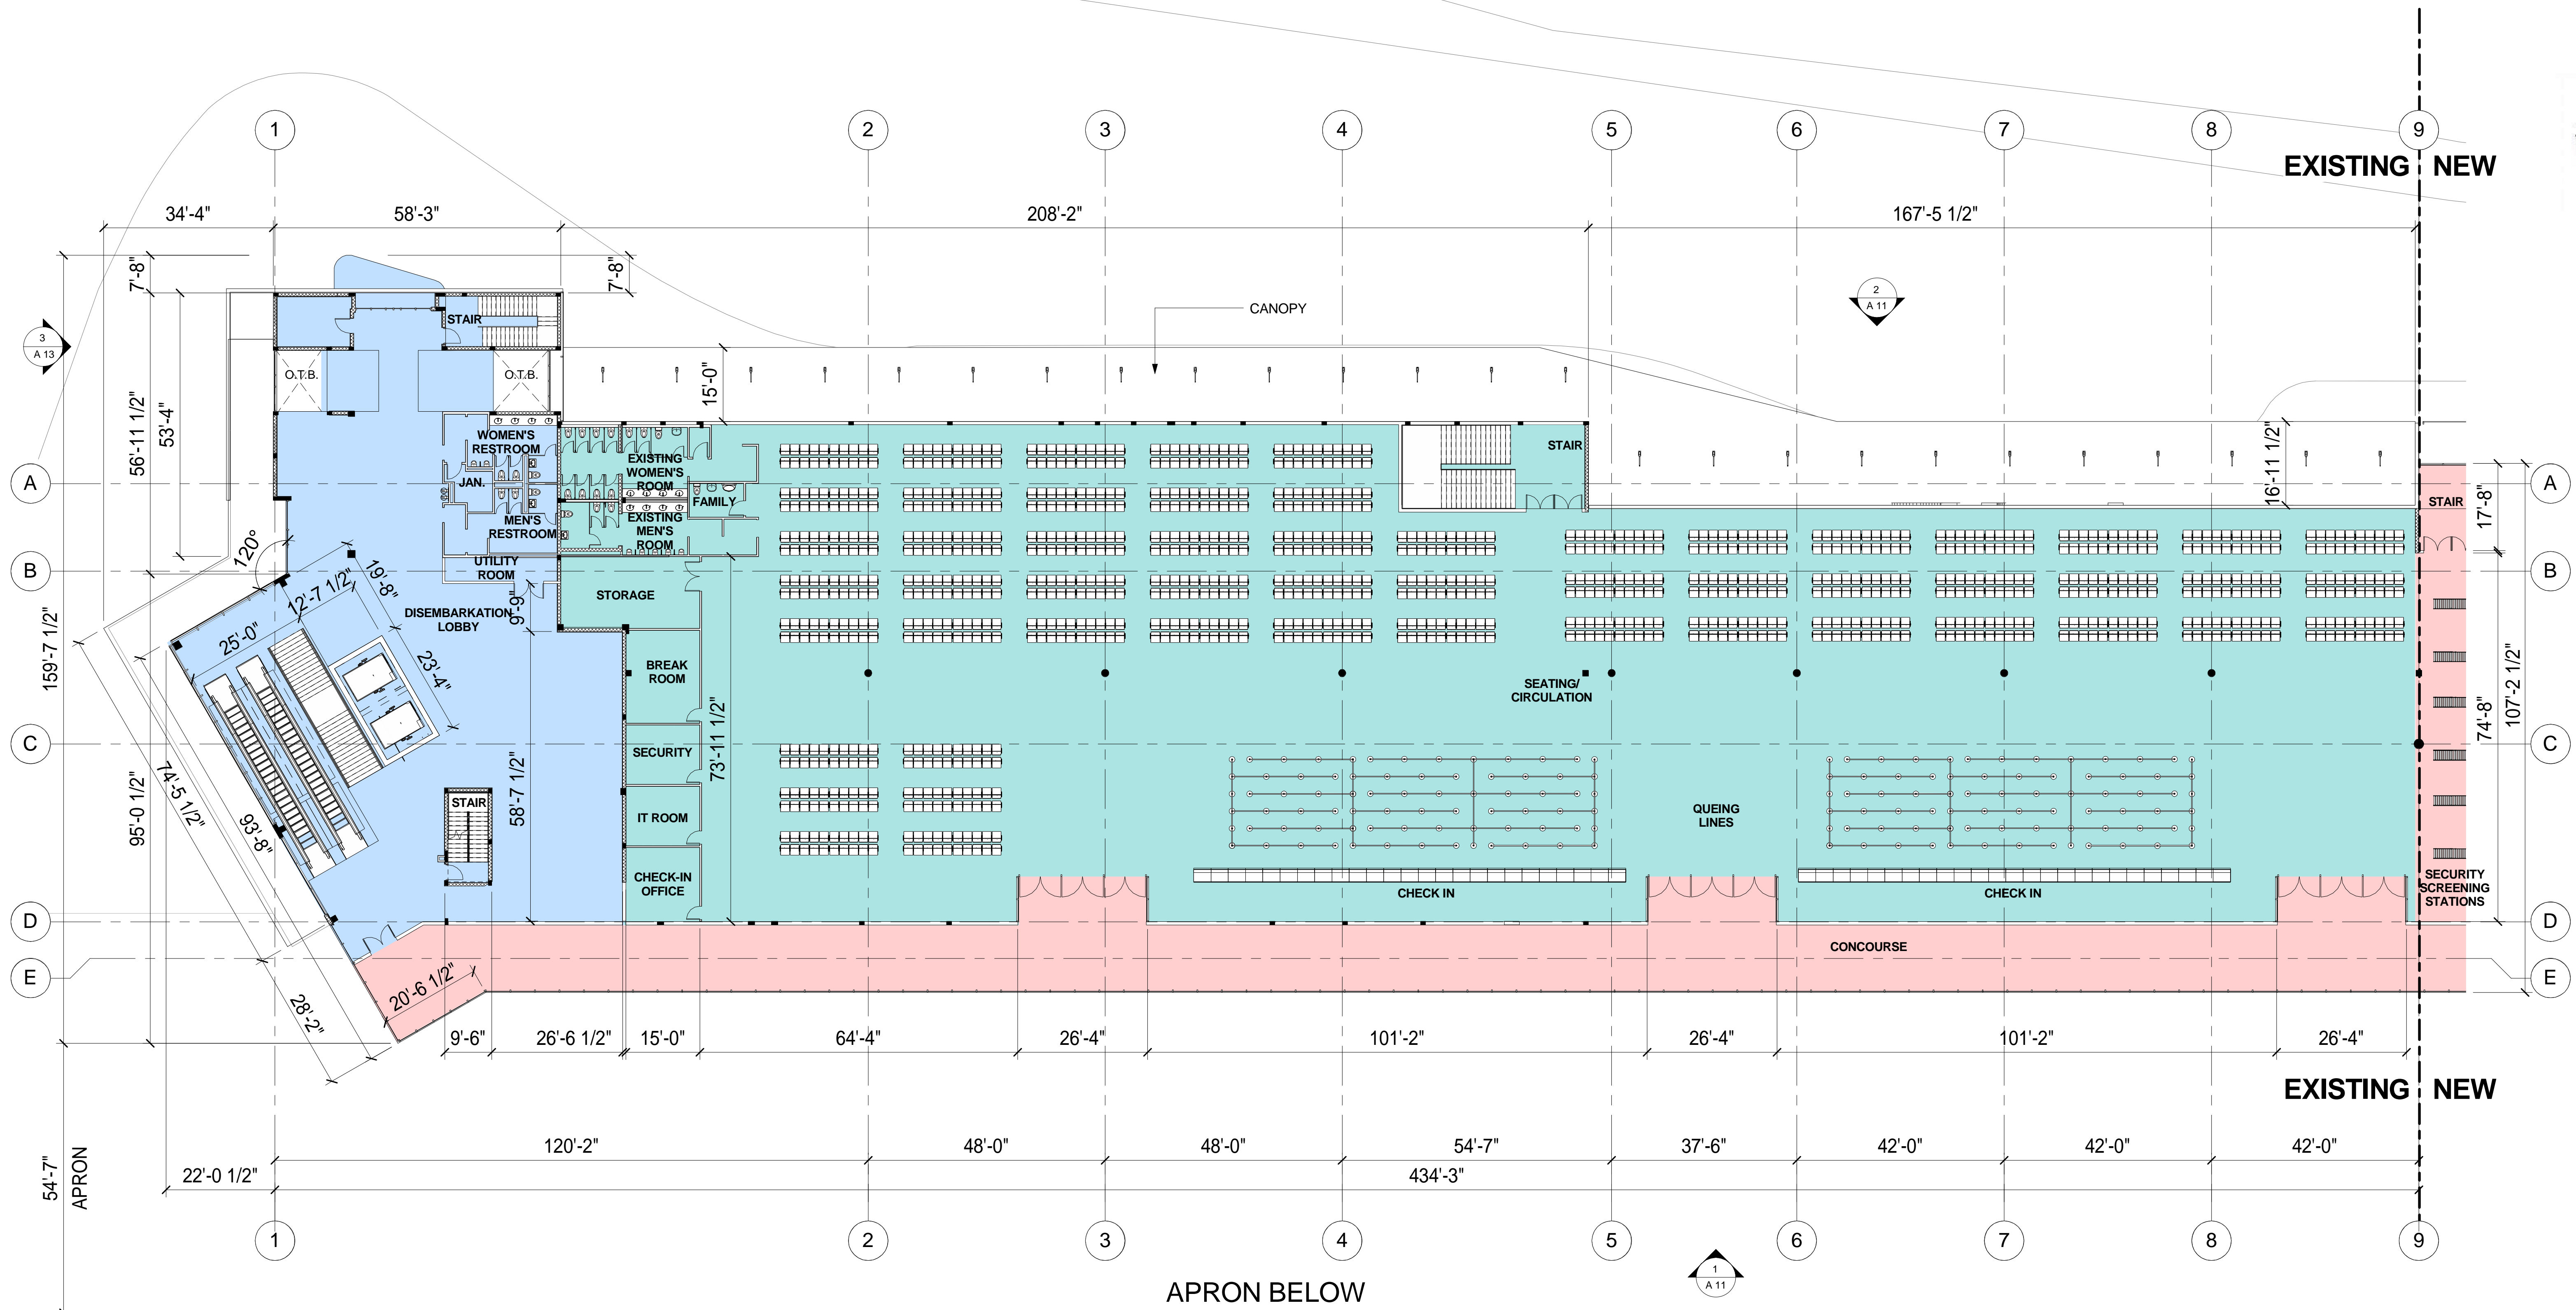 1
2
3
4
5
6
7
8
9
EXISTING NEW
34'-4"
58'-3"
208'-2"
167'-5 1/2"
7'-8"
7'-8"
2
A 11
CANOPY
STAIR
3
A 13
O.T.B.
O.T.B.
15'-0"
56'-11 1/2"
53'-4"
WOMEN'S
RESTROOM
EXISTING
WOMEN'S
ROOM
STAIR
16'-11 1/2"
A
JAN.
FAMILY
STAIR
17'-8"
A
MEN'S
RESTROOM
EXISTING
MEN'S
ROOM
120°
B
UTILITY
ROOM
B
19'-8"
12'-7 1/2"
DISEMBARKATION
LOBBY
9'-9"
STORAGE
25'-0"
23'-4"
159'-7 1/2"
BREAK
ROOM
SEATING/
CIRCULATION
107'-2 1/2"
74'-8"
C
SECURITY
73'-11 1/2"
C
58'-7 1/2"
74'-5 1/2"
95'-0 1/2"
93'-8"
STAIR
IT ROOM
QUEING
LINES
CHECK-IN
OFFICE
CHECK IN
CHECK IN
SECURITY
SCREENING
STATIONS
D
D
CONCOURSE
E
E
20'-6 1/2"
28'-2"
9'-6"
26'-6 1/2"
15'-0"
64'-4"
26'-4"
101'-2"
26'-4"
101'-2"
26'-4"
EXISTING NEW
120'-2"
48'-0"
48'-0"
54'-7"
37'-6"
42'-0"
42'-0"
42'-0"
54'-7"
APRON
22'-0 1/2"
434'-3"
1
2
3
4
5
6
7
8
9
1
A 11
APRON BELOW